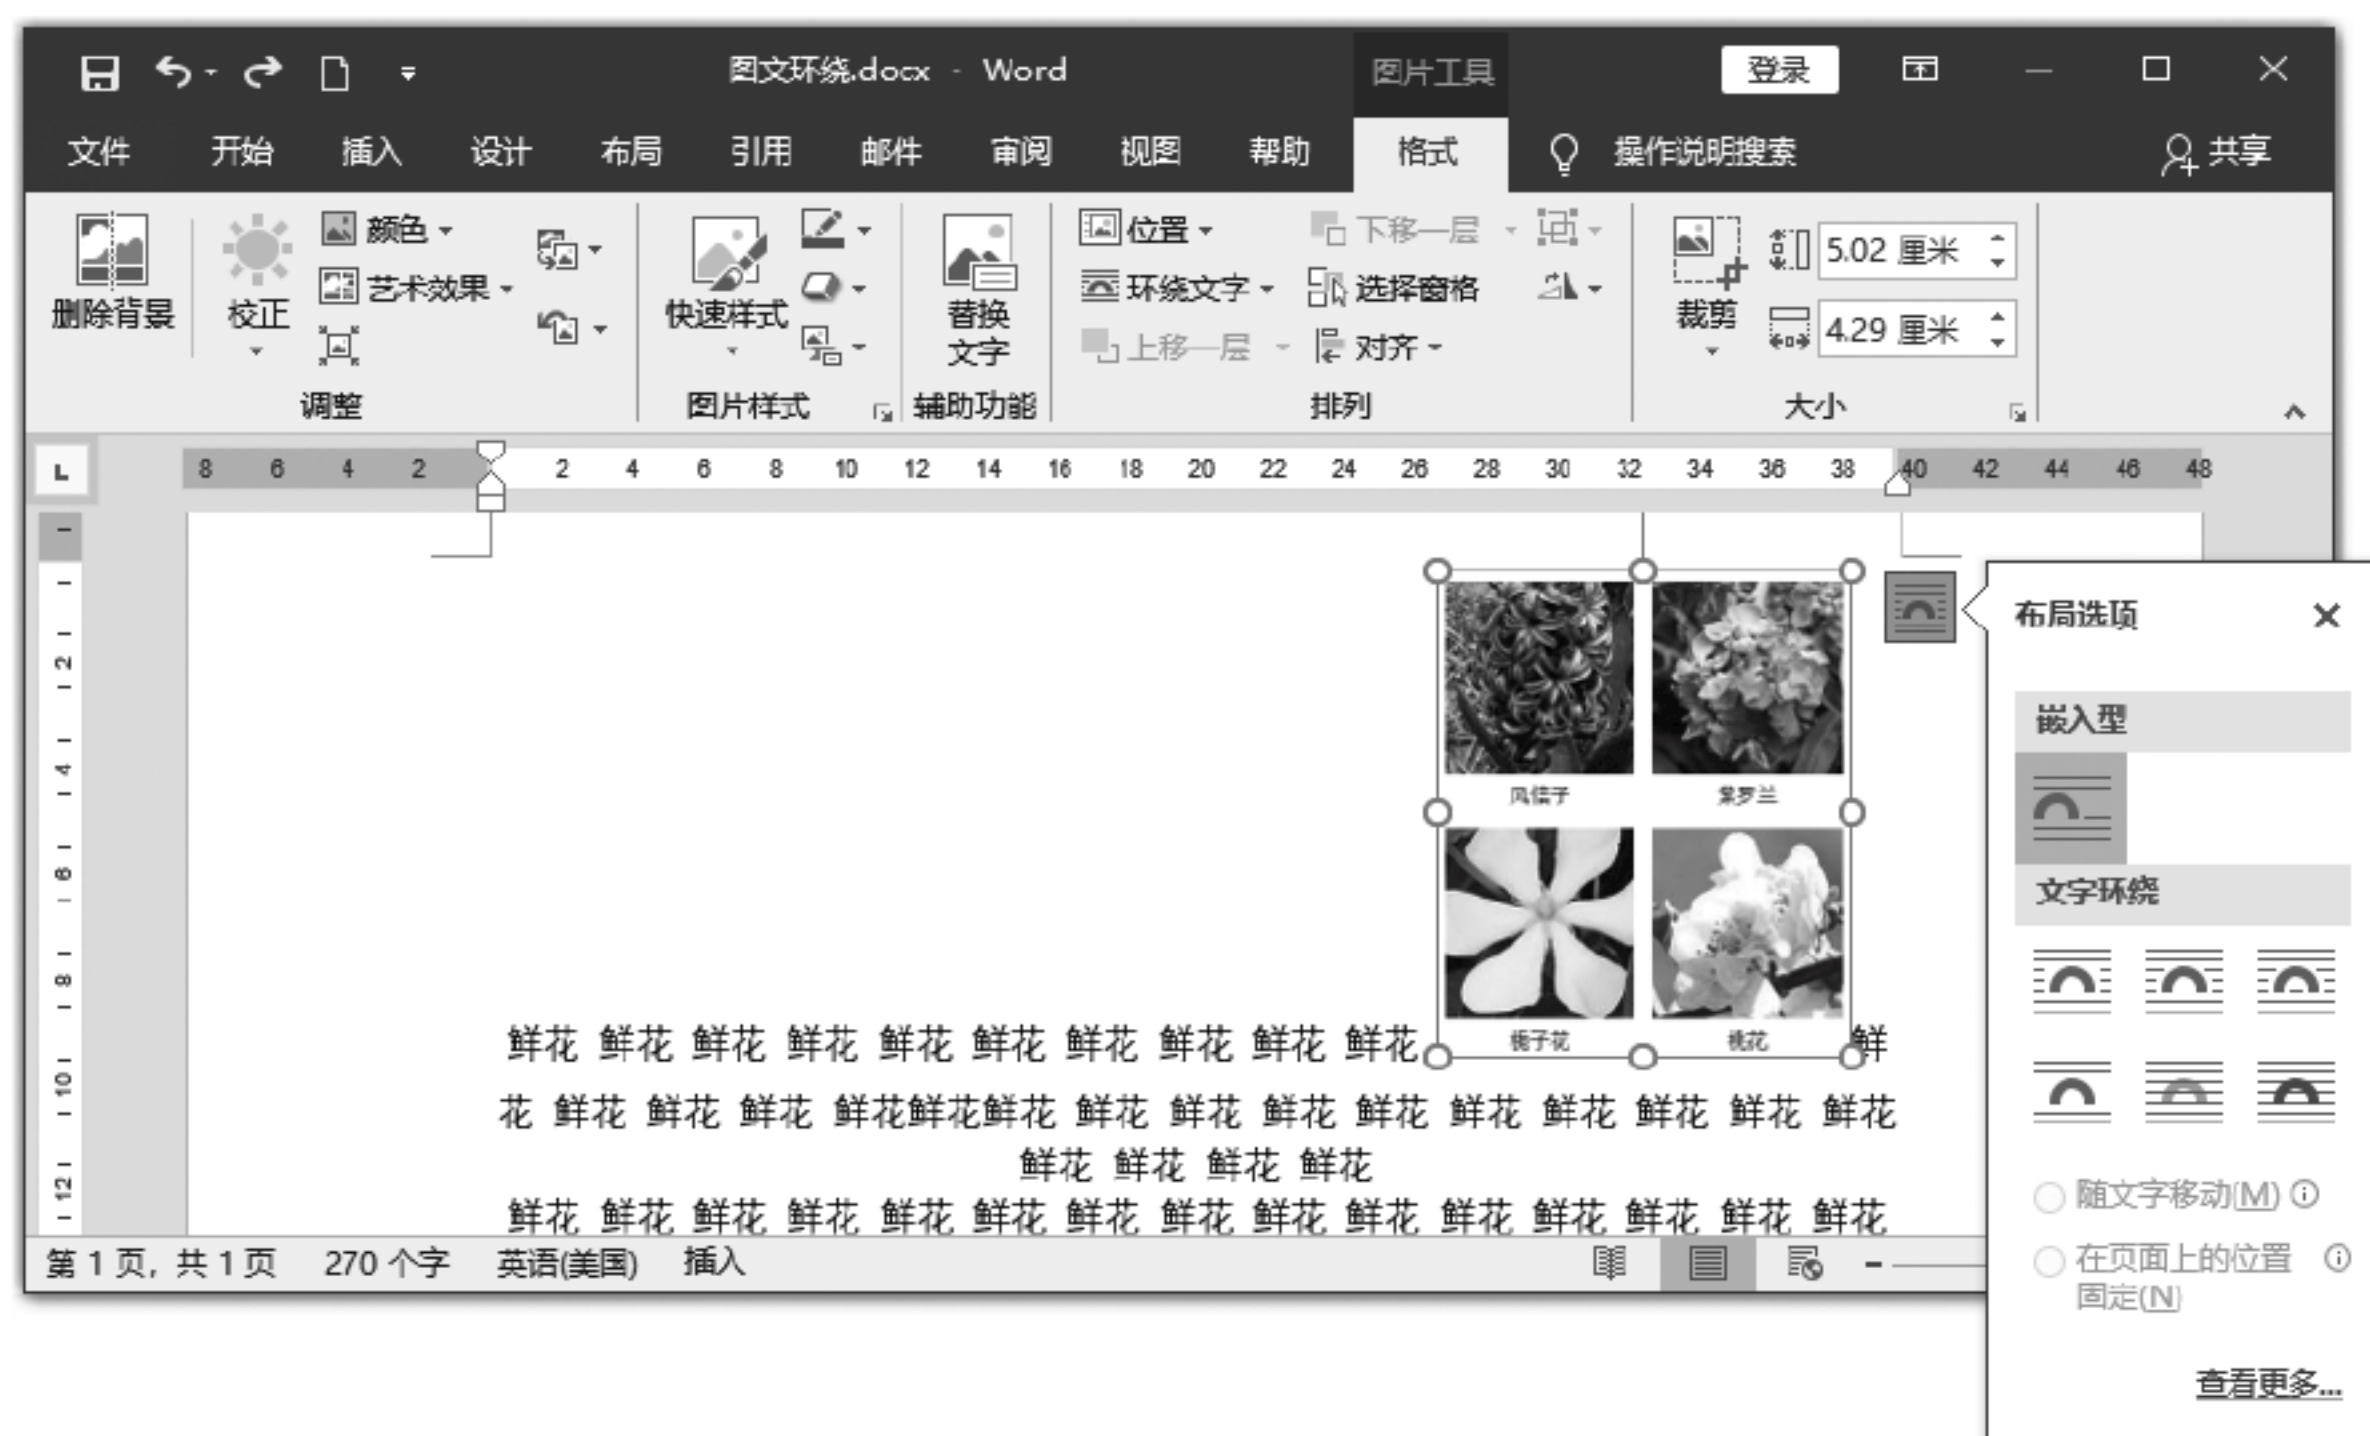 图文环绕.docx - Word
图片工具
登录
文件 开始 插入 设计 布局 引用 邮件 审阅 视图 帮助 格式 操作说明搜索 共享
删除背景
校正
颜色
艺术效果
调整
快速样式
图片样式
替换
文字
辅助功能
位置
环绕文字
上移一层
下移一层
选择窗格
对齐
排列
裁剪
5.02 厘米
4.29 厘米
大小
L
8 6 4 2 2 4 6 8 10 12 14 16 18 20 22 24 26 28 30 32 34 36 38 40 42 44 46 48
2
4
6
8
10
12
风信子 紫罗兰
栀子花 桃花
鲜花 鲜花 鲜花 鲜花 鲜花 鲜花 鲜花 鲜花 鲜花 鲜花 鲜
花 鲜花 鲜花 鲜花 鲜花鲜花鲜花 鲜花 鲜花 鲜花 鲜花 鲜花 鲜花 鲜花 鲜花 鲜花
鲜花 鲜花 鲜花 鲜花
鲜花 鲜花 鲜花 鲜花 鲜花 鲜花 鲜花 鲜花 鲜花 鲜花 鲜花 鲜花 鲜花 鲜花 鲜花
布局选项
嵌入型
文字环绕
随文字移动(M)
在页面上的位置
固定(N)
查看更多...
第 1 页，共 1 页 270 个字 英语(美国) 插入